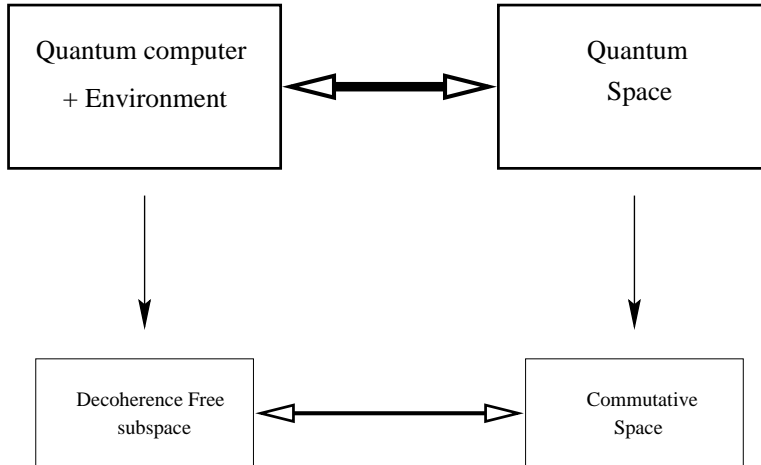 Quantum computer
+ Environment
Quantum
Space
Decoherence Free
subspace
Commutative
Space